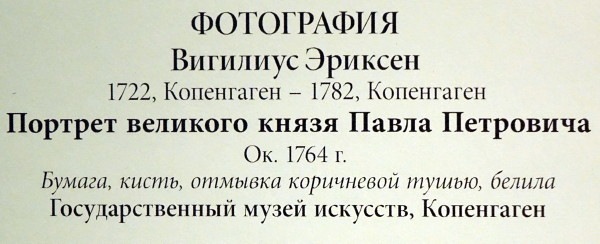 ФОТОГРАФИЯ
Вигилиус Эриксен
1722, Копенгаген – 1782, Копенгаген
Портрет великого князя Павла Петровича
Ок. 1764 г.
Бумага, кисть, отмывка коричневой тушью, белила
Государственный музей искусств, Копенгаген